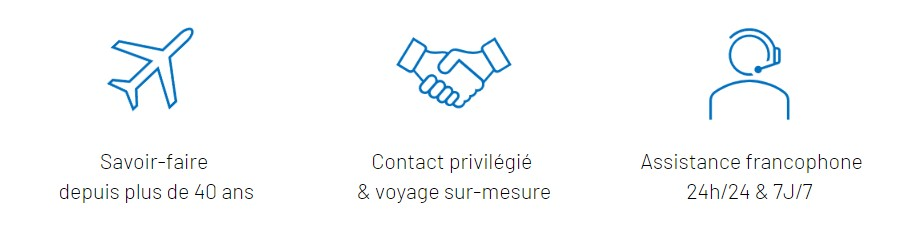 Savoir-faire
depuis plus de 40 ans
Contact privilégié
& voyage sur-mesure
Assistance francophone
24h/24 & 7J/7